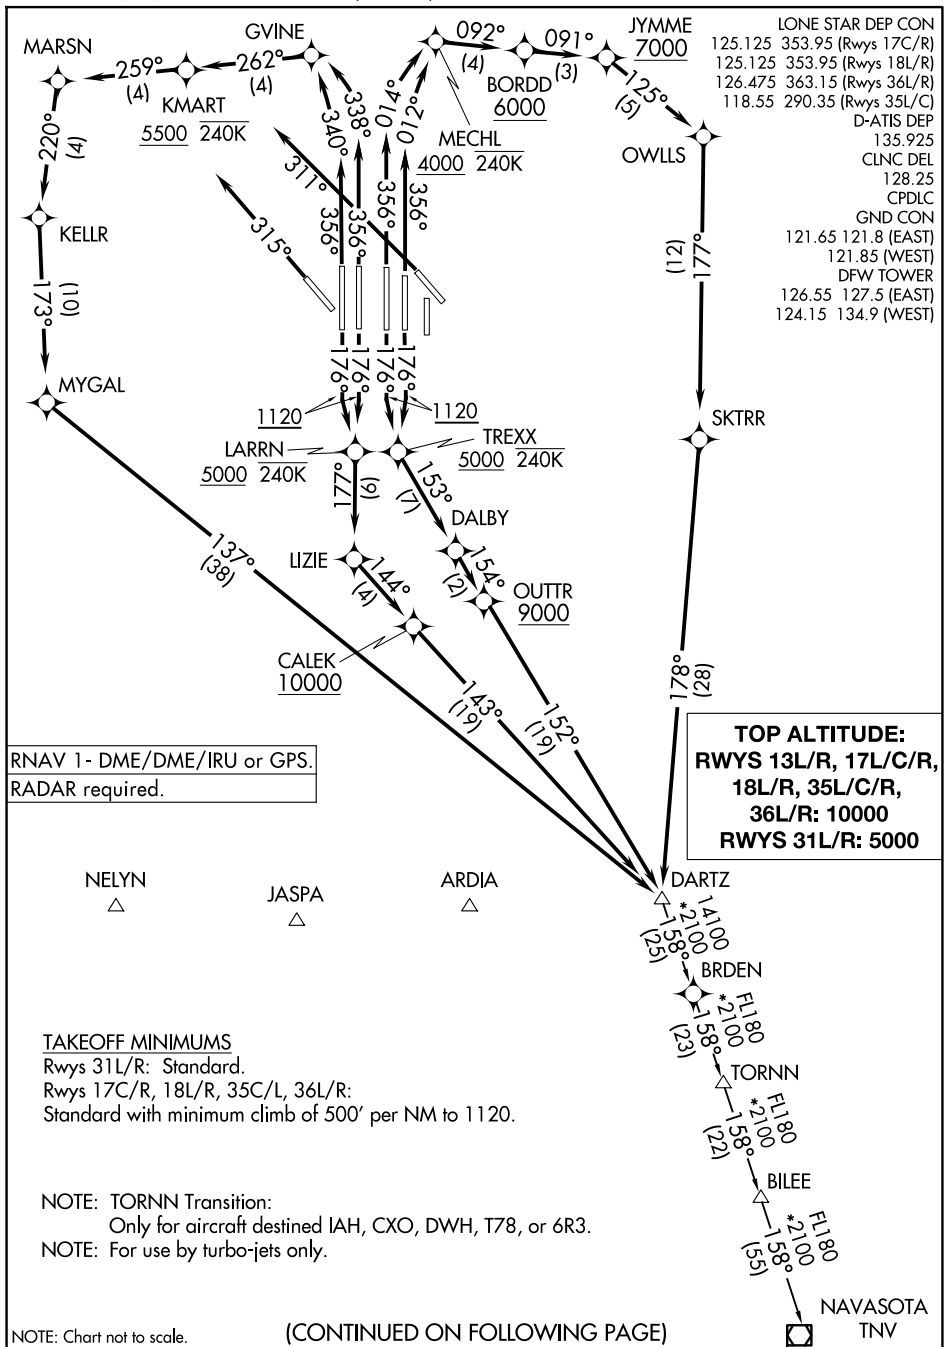 LONE STAR DEP CON
125.125 353.95 (Rwys 17C/R)
125.125 353.95 (Rwys 18L/R)
126.475 363.15 (Rwys 36L/R)
118.55 290.35 (Rwys 35L/C)
D-ATIS DEP
135.925
CLNC DEL
128.25
CPDLC
GND CON
121.65 121.8 (EAST)
121.85 (WEST)
DFW TOWER
126.55 127.5 (EAST)
124.15 134.9 (WEST)
MARSN
259°
(4)
KMART
5500 240K
262°
(4)
GVINE
220°
(4)
KELLR
173°
(10)
MYGAL
137°
(38)
340°
338°
014°
012°
356°
356°
356°
356°
311°
315°
MECHL
4000 240K
092°
(4)
BORDD
6000
091°
(3)
JYMME
7000
125°
(5)
OWLLS
177°
(12)
SKTRR
178°
(28)
176°
176°
176°
176°
1120
1120
LARRN
5000 240K
TREXX
5000 240K
177°
(9)
LIZIE
144°
(4)
CALEK
10000
143°
(19)
153°
(7)
DALBY
154°
(2)
OUTTR
9000
152°
(19)
RNAV 1- DME/DME/IRU or GPS.
RADAR required.
TOP ALTITUDE:
RWYS 13L/R, 17L/C/R,
18L/R, 35L/C/R,
36L/R: 10000
RWYS 31L/R: 5000
NELYN
JASPA
ARDIA
DARTZ
14100
*2100
158°
(25)
BRDEN
FL180
*2100
158°
(23)
TORNN
FL180
*2100
158°
(22)
BILEE
FL180
*2100
158°
(55)
NAVASOTA
TNV
TAKEOFF MINIMUMS
Rwys 31L/R: Standard.
Rwys 17C/R, 18L/R, 35C/L, 36L/R:
Standard with minimum climb of 500' per NM to 1120.
NOTE: TORNN Transition:
Only for aircraft destined IAH, CXO, DWH, T78, or 6R3.
NOTE: For use by turbo-jets only.
NOTE: Chart not to scale.
(CONTINUED ON FOLLOWING PAGE)